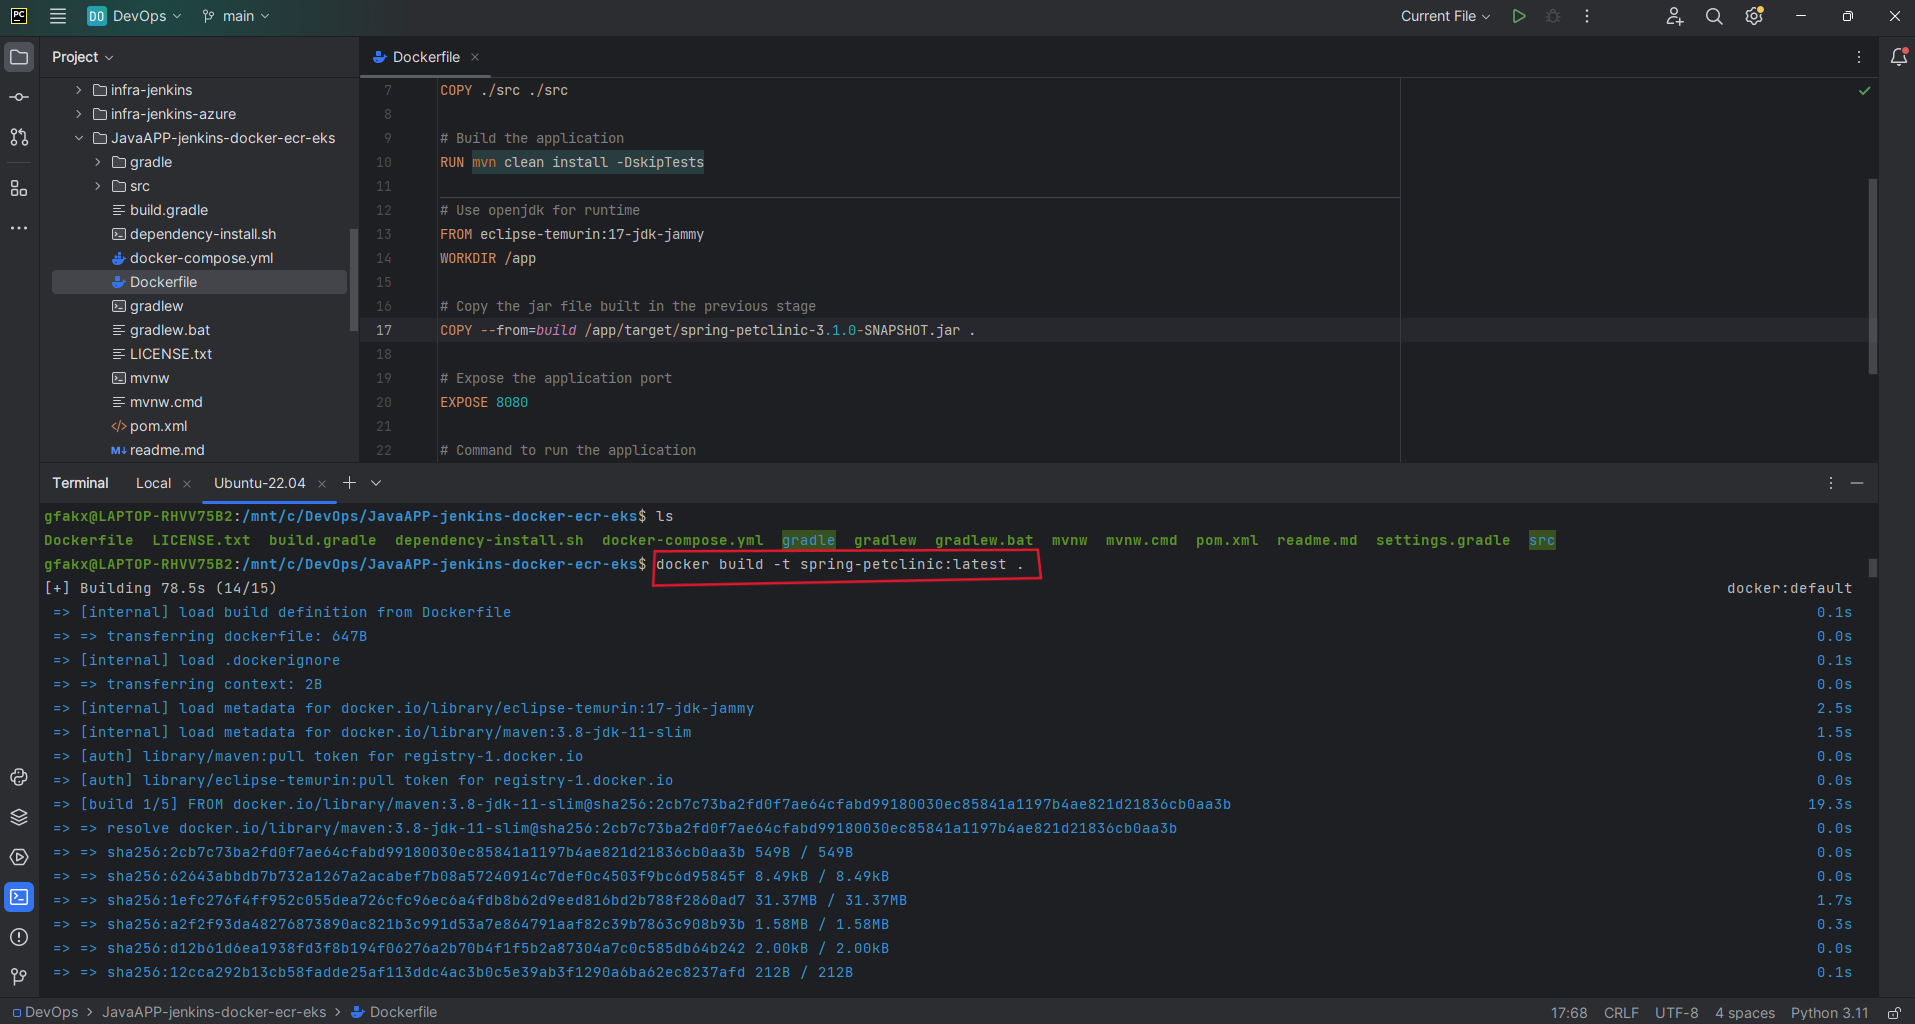 PC DO DevOps main Current File
Project
Dockerfile
infra-jenkins
infra-jenkins-azure
JavaAPP-jenkins-docker-ecr-eks
gradle
src
build.gradle
dependency-install.sh
docker-compose.yml
Dockerfile
gradlew
gradlew.bat
LICENSE.txt
mvnw
mvnw.cmd
</> pom.xml
M↓ readme.md
7 COPY ./src ./src
8
9 # Build the application
10 RUN mvn clean install -DskipTests
11
12 # Use openjdk for runtime
13 FROM eclipse-temurin:17-jdk-jammy
14 WORKDIR /app
15
16 # Copy the jar file built in the previous stage
17 COPY --from=build /app/target/spring-petclinic-3.1.0-SNAPSHOT.jar .
18
19 # Expose the application port
20 EXPOSE 8080
21
22 # Command to run the application
Terminal Local Ubuntu-22.04
gfakx@LAPTOP-RHVV75B2:/mnt/c/DevOps/JavaAPP-jenkins-docker-ecr-eks$ ls
Dockerfile LICENSE.txt build.gradle dependency-install.sh docker-compose.yml gradle gradlew gradlew.bat mvnw mvnw.cmd pom.xml readme.md settings.gradle src
gfakx@LAPTOP-RHVV75B2:/mnt/c/DevOps/JavaAPP-jenkins-docker-ecr-eks$ docker build -t spring-petclinic:latest .
[+] Building 78.5s (14/15) docker:default
=> [internal] load build definition from Dockerfile 0.1s
=> => transferring dockerfile: 647B 0.0s
=> [internal] load .dockerignore 0.1s
=> => transferring context: 2B 0.0s
=> [internal] load metadata for docker.io/library/eclipse-temurin:17-jdk-jammy 2.5s
=> [internal] load metadata for docker.io/library/maven:3.8-jdk-11-slim 1.5s
=> [auth] library/maven:pull token for registry-1.docker.io 0.0s
=> [auth] library/eclipse-temurin:pull token for registry-1.docker.io 0.0s
=> [build 1/5] FROM docker.io/library/maven:3.8-jdk-11-slim@sha256:2cb7c73ba2fd0f7ae64cfabd99180030ec85841a1197b4ae821d21836cb0aa3b 19.3s
=> => resolve docker.io/library/maven:3.8-jdk-11-slim@sha256:2cb7c73ba2fd0f7ae64cfabd99180030ec85841a1197b4ae821d21836cb0aa3b 0.0s
=> => sha256:2cb7c73ba2fd0f7ae64cfabd99180030ec85841a1197b4ae821d21836cb0aa3b 549B / 549B 0.0s
=> => sha256:62643abbdb7b732a1267a2acabef7b08a57240914c7def0c4503f9bc6d95845f 8.49kB / 8.49kB 0.0s
=> => sha256:1efc276f4ff952c055dea726cfc96ec6a4fdb8b62d9eed816bd2b788f2860ad7 31.37MB / 31.37MB 1.7s
=> => sha256:a2f2f93da48276873890ac821b3c991d53a7e864791aaf82c39b7863c908b93b 1.58MB / 1.58MB 0.3s
=> => sha256:d12b61d6ea1938fd3f8b194f06276a2b70b4f1f5b2a87304a7c0c585db64b242 2.00kB / 2.00kB 0.0s
=> => sha256:12cca292b13cb58fadde25af113ddc4ac3b0c5e39ab3f1290a6ba62ec8237afd 212B / 212B 0.1s
DevOps > JavaAPP-jenkins-docker-ecr-eks > Dockerfile 17:68 CRLF UTF-8 4 spaces Python 3.11